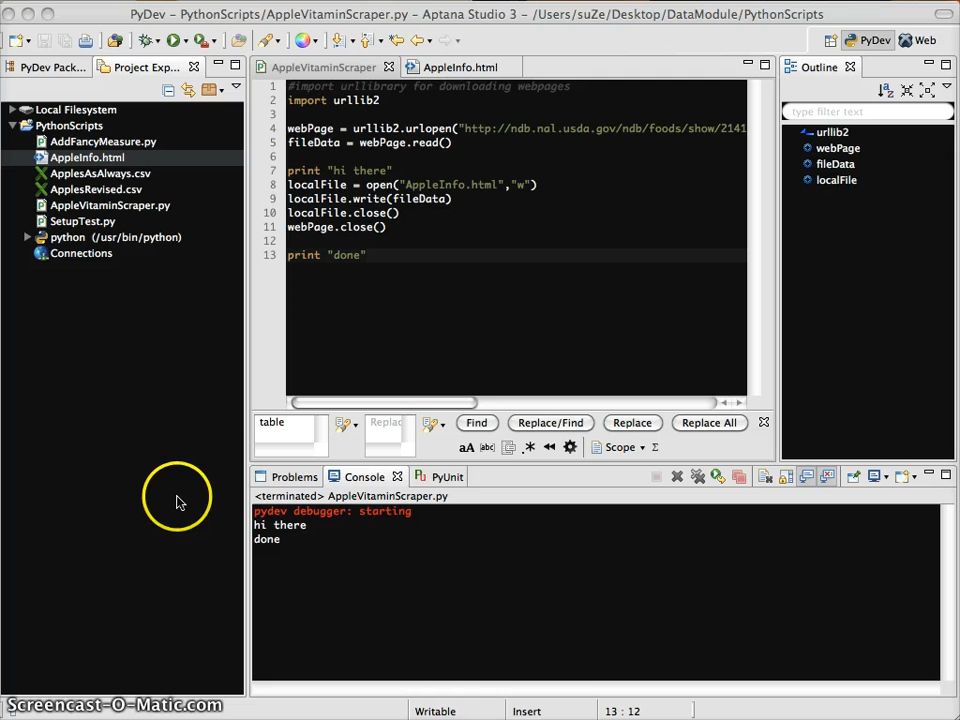 PyDev – PythonScripts/AppleVitaminScraper.py – Aptana Studio 3 – /Users/suZe/Desktop/DataModule/PythonScripts
PyDev
Web
PyDev Pack...
Project Exp...
Local Filesystem
PythonScripts
AddFancyMeasure.py
AppleInfo.html
ApplesAsAlways.csv
ApplesRevised.csv
AppleVitaminScraper.py
SetupTest.py
python (/usr/bin/python)
Connections
AppleVitaminScraper
AppleInfo.html
1 #import urllibrary for downloading webpages
2 import urllib2
3
4 webPage = urllib2.urlopen("http://ndb.nal.usda.gov/ndb/foods/show/2141
5 fileData = webPage.read()
6
7 print "hi there"
8 localFile = open("AppleInfo.html","w")
9 localFile.write(fileData)
10 localFile.close()
11 webPage.close()
12
13 print "done"
table
Replac
Find
Replace/Find
Replace
Replace All
aA
abc
.*
Scope
Σ
Outline
type filter text
urllib2
webPage
fileData
localFile
Problems
Console
PyUnit
<terminated> AppleVitaminScraper.py
pydev debugger: starting
hi there
done
Screencast-O-Matic.com
Writable
Insert
13 : 12